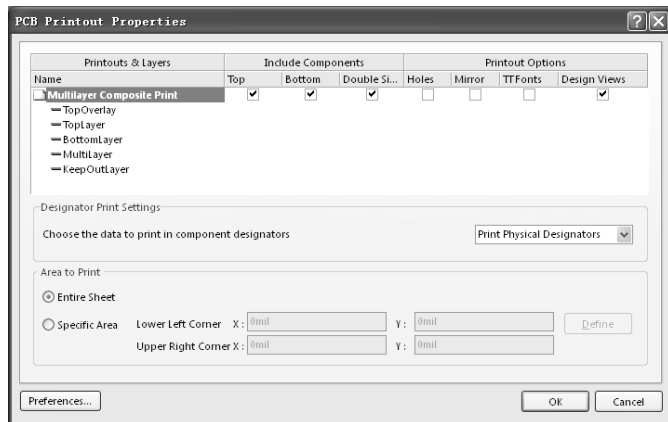 PCB Printout Properties
Printouts & Layers Include Components Printout Options
Name Top Bottom Double Si... Holes Mirror TTFonts Design Views
Multilayer Composite Print
TopOverlay
TopLayer
BottomLayer
MultiLayer
KeepOutLayer
Designator Print Settings
Choose the data to print in component designators Print Physical Designators
Area to Print
Entire Sheet
Specific Area Lower Left Corner X : 0mil Y : 0mil Define
Upper Right Corner X : 0mil Y : 0mil
Preferences... OK Cancel